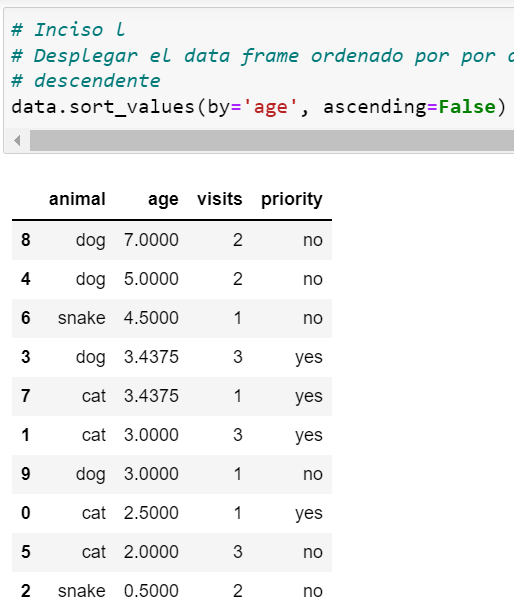 # Inciso l
# Desplegar el data frame ordenado por por
# descendente
data.sort_values(by='age', ascending=False)
animal age visits priority
8 dog 7.0000 2 no
4 dog 5.0000 2 no
6 snake 4.5000 1 no
3 dog 3.4375 3 yes
7 cat 3.4375 1 yes
1 cat 3.0000 3 yes
9 dog 3.0000 1 no
0 cat 2.5000 1 yes
5 cat 2.0000 3 no
2 snake 0.5000 2 no